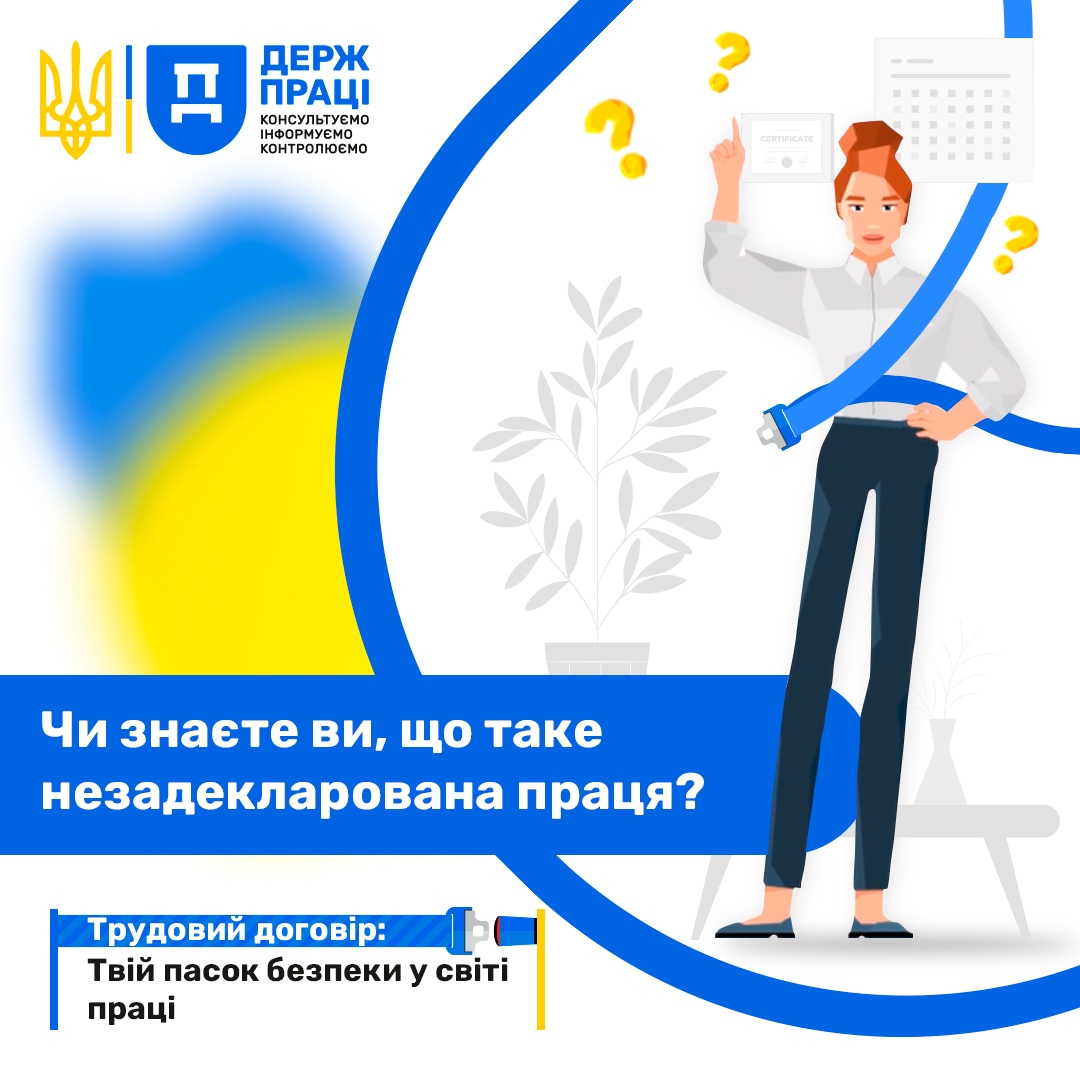 ДЕРЖ
ПРАЦІ
КОНСУЛЬТУЄМО
ІНФОРМУЄМО
КОНТРОЛЮЄМО
CERTIFICATE
Чи знаєте ви, що таке
незадекларована праця?
Трудовий договір:
Твій пасок безпеки у світі
праці